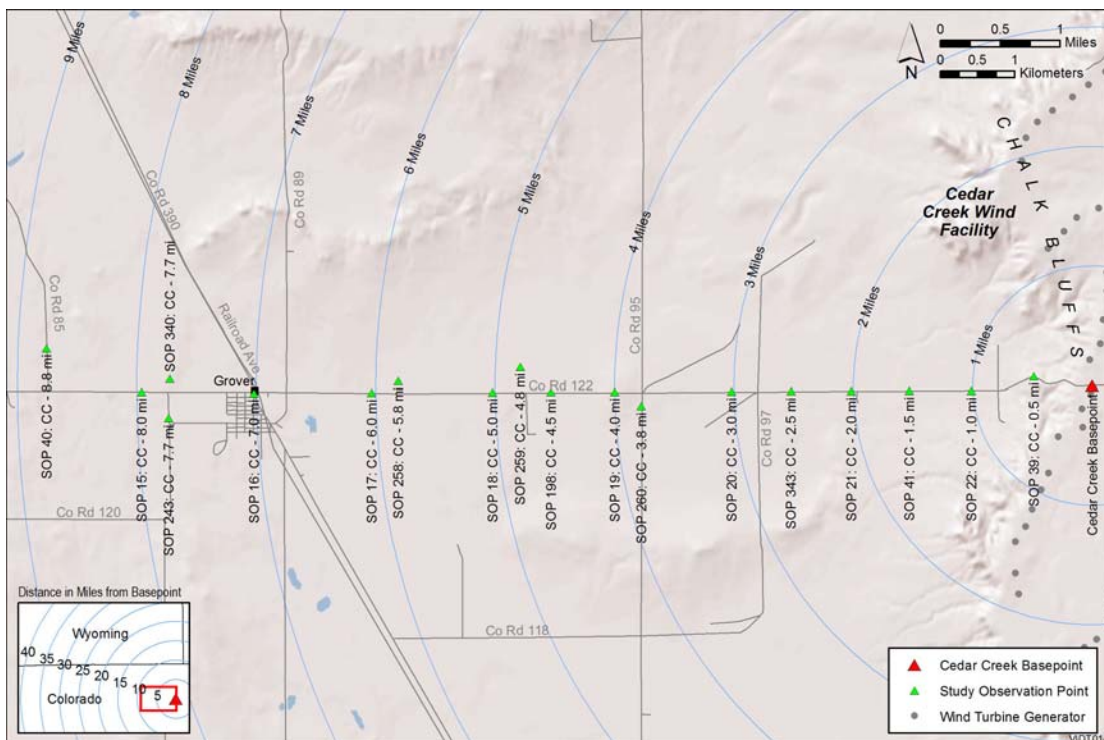 9 Miles
8 Miles
7 Miles
6 Miles
5 Miles
4 Miles
3 Miles
2 Miles
1 Miles
N
0 0.5 1
Miles
0 0.5 1
Kilometers
CHALK BLUFFS
Cedar
Creek Wind
Facility
Co Rd 390
Co Rd 89
Co Rd 85
Railroad Ave
Co Rd 95
Co Rd 97
Grover
Co Rd 122
Co Rd 120
Co Rd 118
SOP 40: CC - 8.8 mi
SOP 15: CC - 8.0 mi
SOP 340: CC - 7.7 mi
SOP 243: CC - 7.7 mi
SOP 16: CC - 7.0 mi
SOP 17: CC - 6.0 mi
SOP 258: CC - 5.8 mi
SOP 18: CC - 5.0 mi
SOP 259: CC - 4.8 mi
SOP 198: CC - 4.5 mi
SOP 19: CC - 4.0 mi
SOP 260: CC - 3.8 mi
SOP 20: CC - 3.0 mi
SOP 343: CC - 2.5 mi
SOP 21: CC - 2.0 mi
SOP 41: CC - 1.5 mi
SOP 22: CC - 1.0 mi
SOP 39: CC - 0.5 mi
Cedar Creek Basepoint
Distance in Miles from Basepoint
Wyoming
40 35 30 25 20 15 10 5
Colorado
Cedar Creek Basepoint
Study Observation Point
Wind Turbine Generator